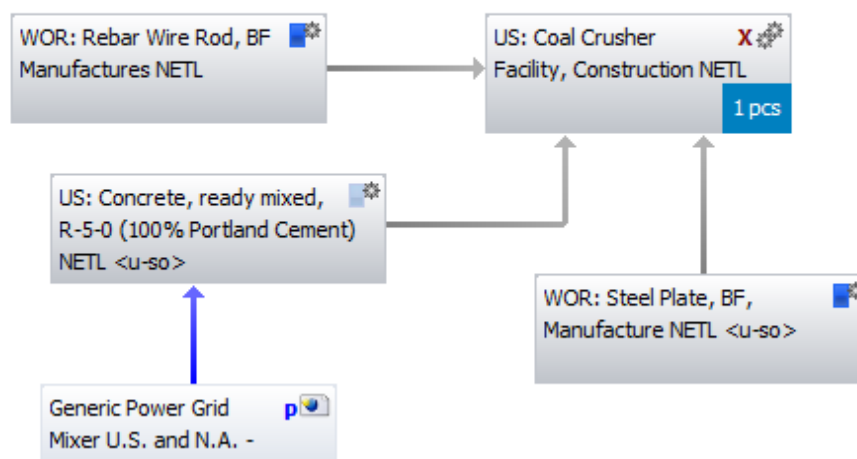 WOR: Rebar Wire Rod, BF
Manufactures NETL
US: Coal Crusher X
Facility, Construction NETL
1 pcs
US: Concrete, ready mixed,
R-5-0 (100% Portland Cement)
NETL <u-so>
WOR: Steel Plate, BF,
Manufacture NETL <u-so>
Generic Power Grid p
Mixer U.S. and N.A. -